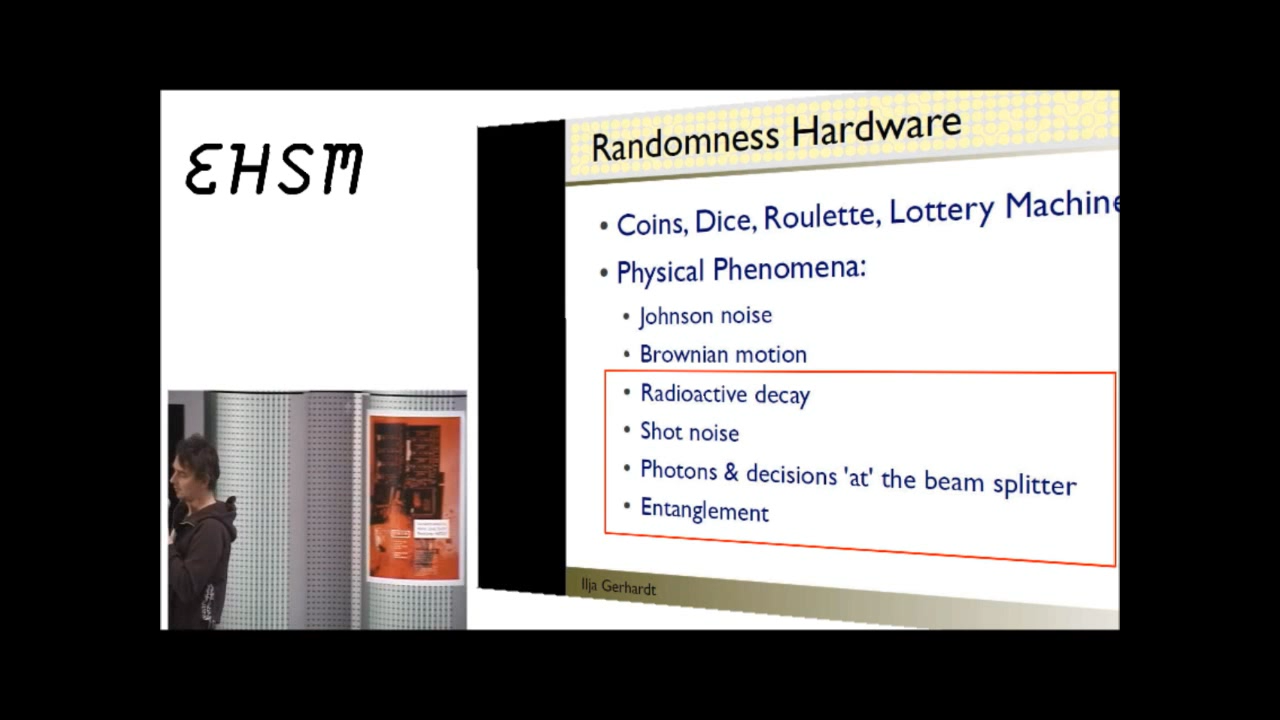 EHSM
Randomness Hardware
• Coins, Dice, Roulette, Lottery Machine
• Physical Phenomena:
• Johnson noise
• Brownian motion
• Radioactive decay
• Shot noise
• Photons & decisions 'at' the beam splitter
• Entanglement
Ilja Gerhardt